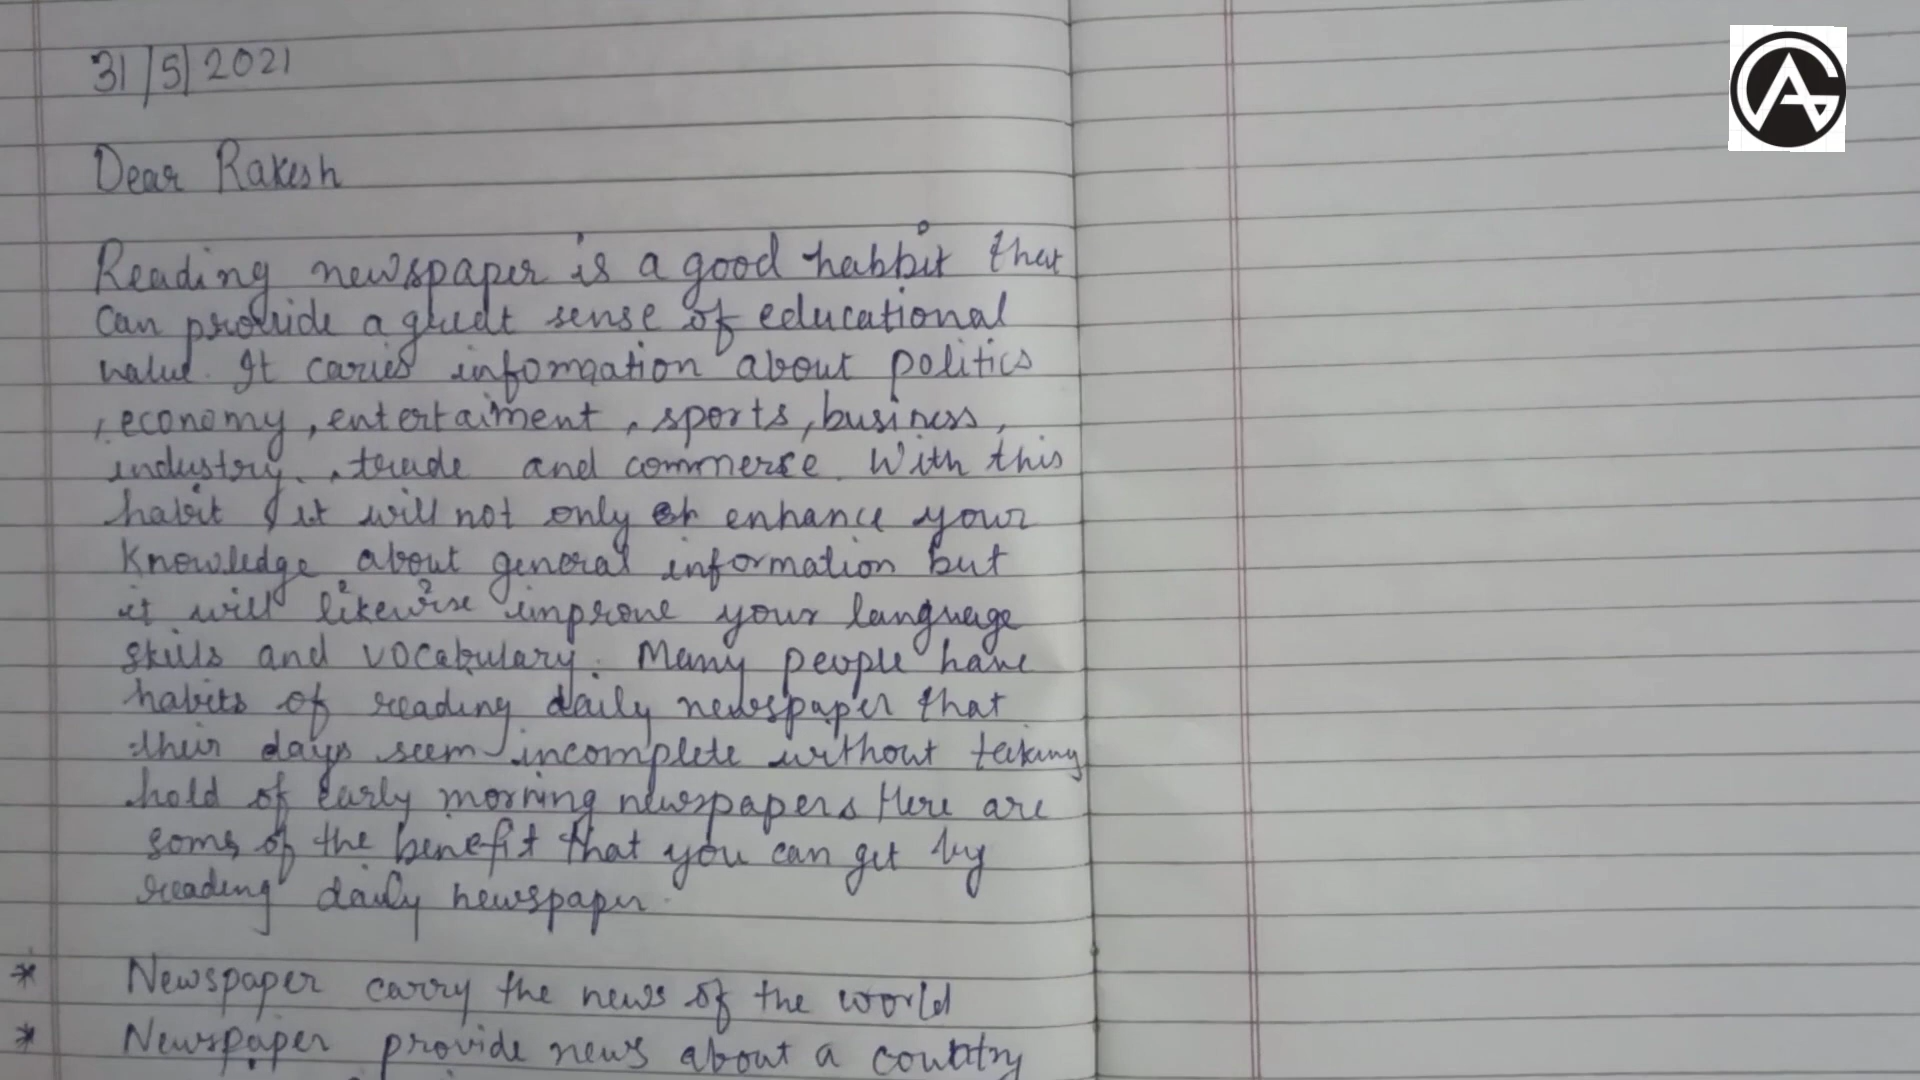 31/5/2021
Dear Rakesh
Reading newspaper is a good habbit that
can provide a great sense of educational
value. It caries infomation about politics
, economy, entertaiment, sports, business,
industry, trade and commerse. With this
habit it will not only enhance your
knowledge about general information but
it will likewise improve your language
skills and vocabulary. Many people have
habits of reading daily newspaper that
their days seem incomplete without taking
hold of early morning newspapers Here are
some of the benefit that you can get by
reading daily newspaper.
* Newspaper carry the news of the world
* Newspaper provide news about a country